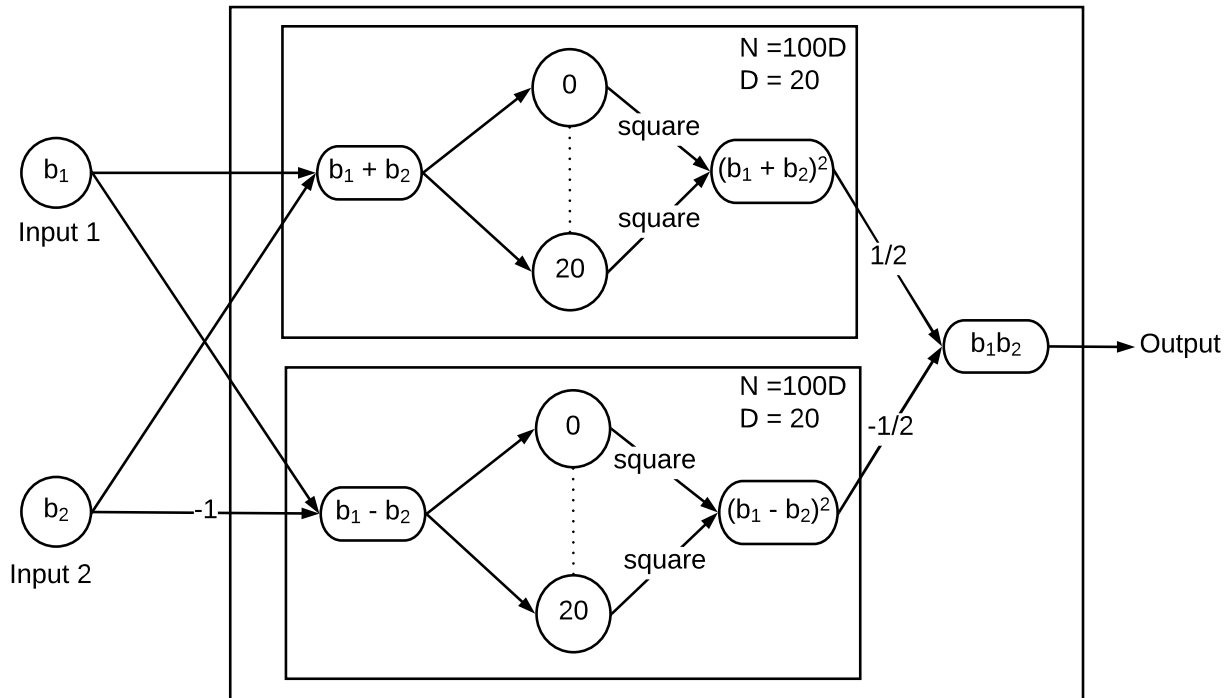 N =100D
D = 20
0
square
b₁
b₁ + b₂
(b₁ + b₂)²
Input 1
square
20
1/2
b₁b₂
Output
N =100D
D = 20
0
-1/2
square
b₂
-1
b₁ - b₂
(b₁ - b₂)²
Input 2
square
20